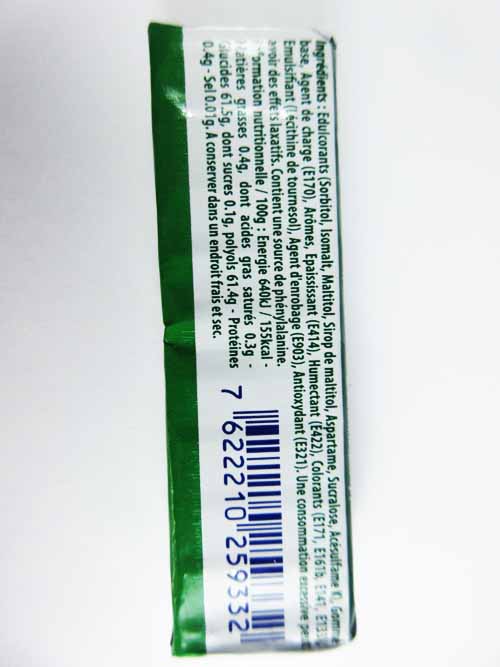 Ingrédients : Edulcorants (Sorbitol, Isomalt, Maltitol, Sirop de maltitol, Aspartame, Sucralose, Acésulfame K), Gomme
base, Agent de charge (E170), Arômes, Epaississant (E414), Humectant (E422), Colorants (E171, E161b, E141, E133),
Emulsifiant (lécithine de tournesol), Agent d'enrobage (E903), Antioxydant (E321). Une consommation excessive peut
avoir des effets laxatifs. Contient une source de phénylalanine.
formation nutritionnelle / 100g : Energie 640kJ / 155kcal -
atières grasses 0.4g, dont acides gras saturés 0.3g -
lucides 61.5g, dont sucres 0.1g, polyols 61.4g - Protéines
0.4g - Sel 0.01g. A conserver dans un endroit frais et sec.
7 622210 259332